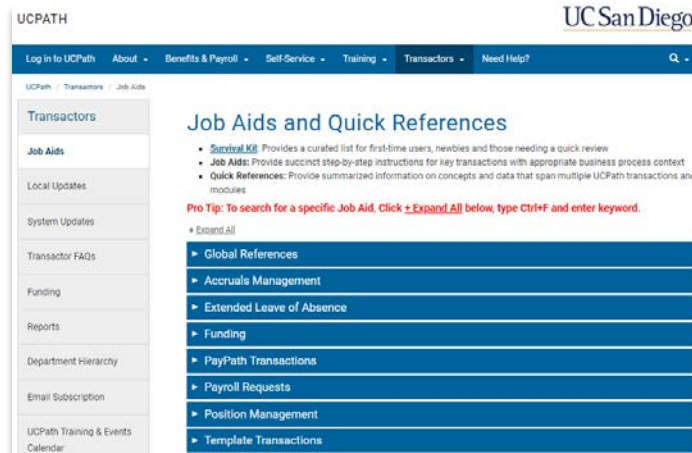 UCPATH
UC San Diego
Log in to UCPath About Benefits & Payroll Self-Service Training Transactors Need Help?
UCPath / Transactors / Job Aids
Transactors
Job Aids
Local Updates
System Updates
Transactor FAQs
Funding
Reports
Department Hierarchy
Email Subscription
UCPath Training & Events
Calendar
Job Aids and Quick References
• Survival Kit: Provides a curated list for first-time users, newbies and those needing a quick review
• Job Aids: Provide succinct step-by-step instructions for key transactions with appropriate business process context
• Quick References: Provide summarized information on concepts and data that span multiple UCPath transactions and
modules
Pro Tip: To search for a specific Job Aid, Click + Expand All below, type Ctrl+F and enter keyword.
+ Expand All
Global References
Accruals Management
Extended Leave of Absence
Funding
PayPath Transactions
Payroll Requests
Position Management
Template Transactions